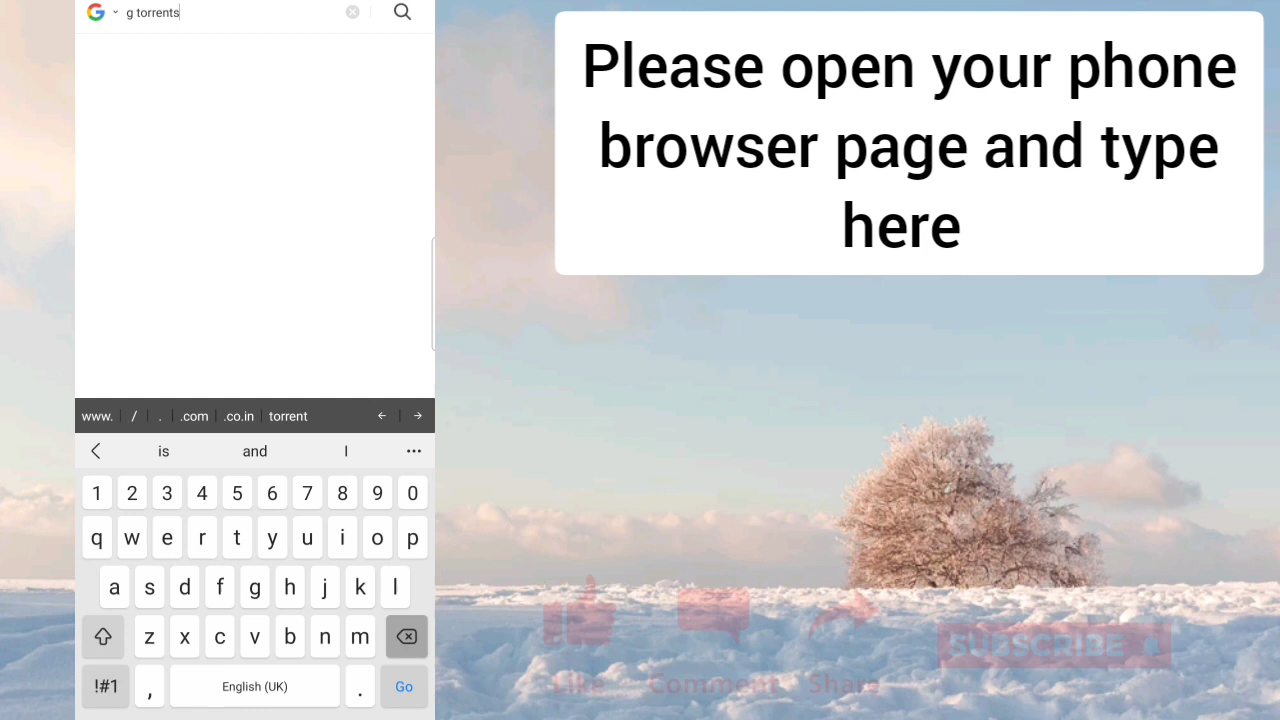 g torrents
Please open your phone
browser page and type
here
www. / . .com .co.in torrent ← →
is and I ...
1 2 3 4 5 6 7 8 9 0
q w e r t y u i o p
a s d f g h j k l
z x c v b n m
!#1 , English (UK) . Go
Like Comment Share
SUBSCRIBE